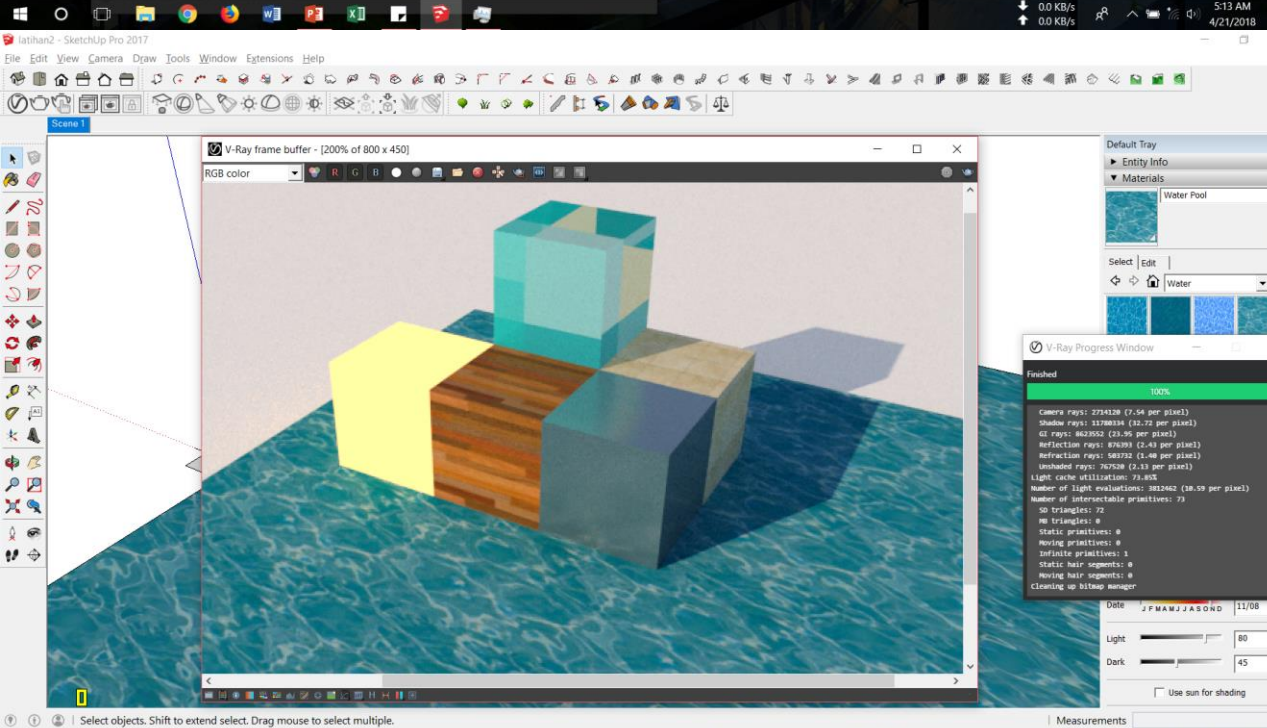 0.0 KB/s
0.0 KB/s
5:13 AM
4/21/2018
latihan2 - SketchUp Pro 2017
File Edit View Camera Draw Tools Window Extensions Help
Scene 1
V-Ray frame buffer - [200% of 800 x 450]
RGB color
R G B
Default Tray
Entity Info
Materials
Water Pool
Select Edit
Water
V-Ray Progress Window
Finished
100%
Camera rays: 2714120 (7.54 per pixel)
Shadow rays: 11780334 (32.72 per pixel)
GI rays: 8623552 (23.95 per pixel)
Reflection rays: 876393 (2.43 per pixel)
Refraction rays: 503732 (1.40 per pixel)
Unshaded rays: 767520 (2.13 per pixel)
Light cache utilization: 73.85%
Number of light evaluations: 3812462 (10.59 per pixel)
Number of intersectable primitives: 73
SD triangles: 72
MB triangles: 0
Static primitives: 0
Moving primitives: 0
Infinite primitives: 1
Static hair segments: 0
Moving hair segments: 0
Cleaning up bitmap manager
Date J F M A M J J A S O N D 11/08
Light 80
Dark 45
Use sun for shading
Select objects. Shift to extend select. Drag mouse to select multiple.
Measurements